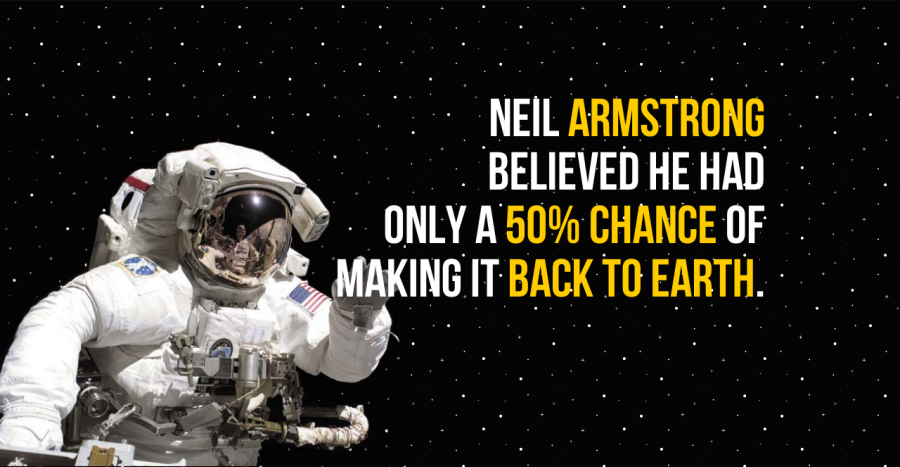 NEIL ARMSTRONG
BELIEVED HE HAD
ONLY A 50% CHANCE OF
MAKING IT BACK TO EARTH.